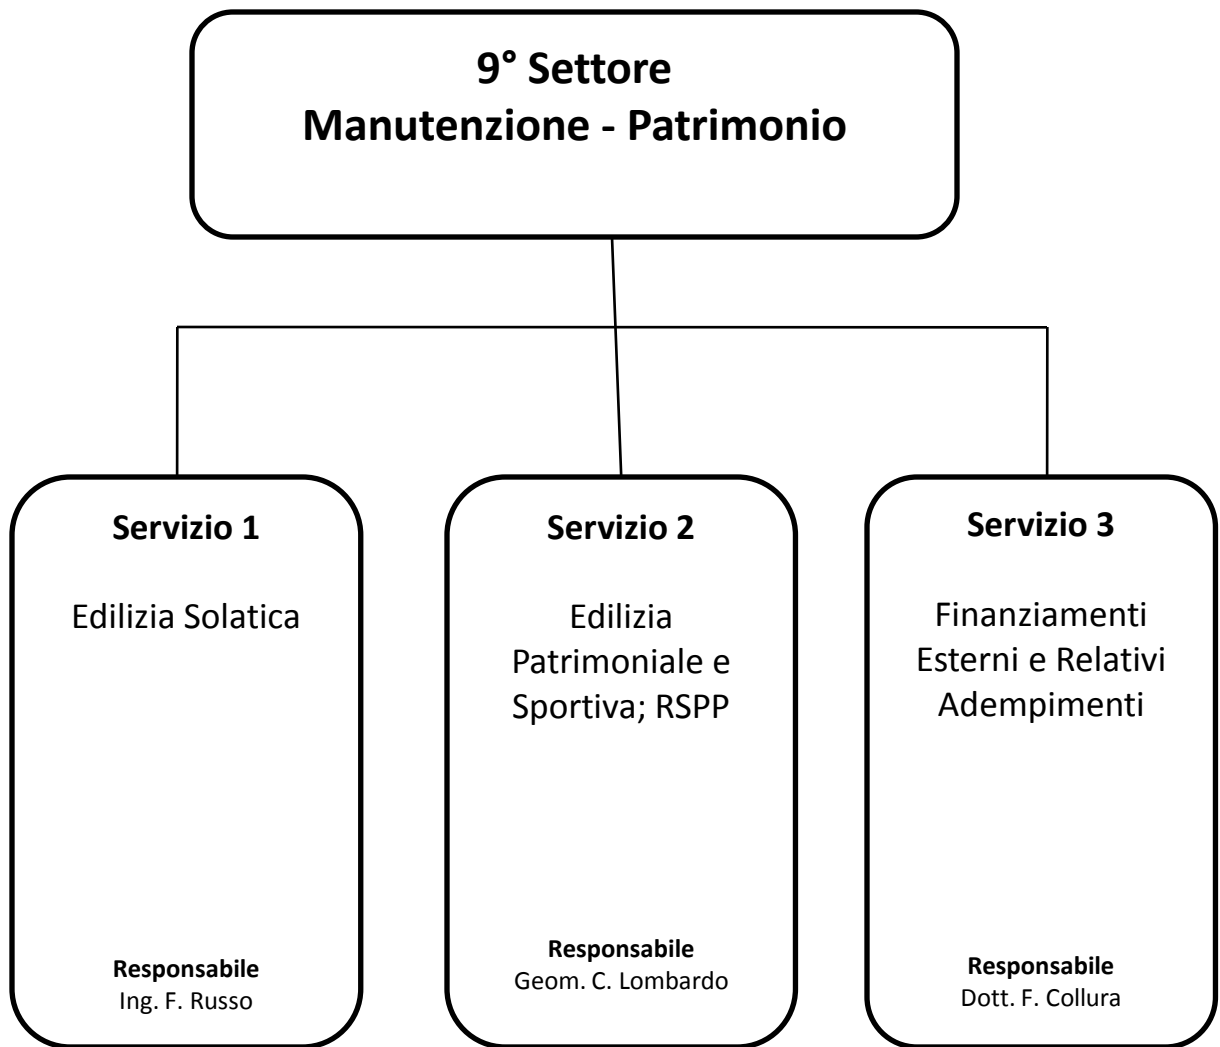 9° Settore
Manutenzione - Patrimonio
Servizio 1
Edilizia Solatica
Responsabile
Ing. F. Russo
Servizio 2
Edilizia
Patrimoniale e
Sportiva; RSPP
Responsabile
Geom. C. Lombardo
Servizio 3
Finanziamenti
Esterni e Relativi
Adempimenti
Responsabile
Dott. F. Collura